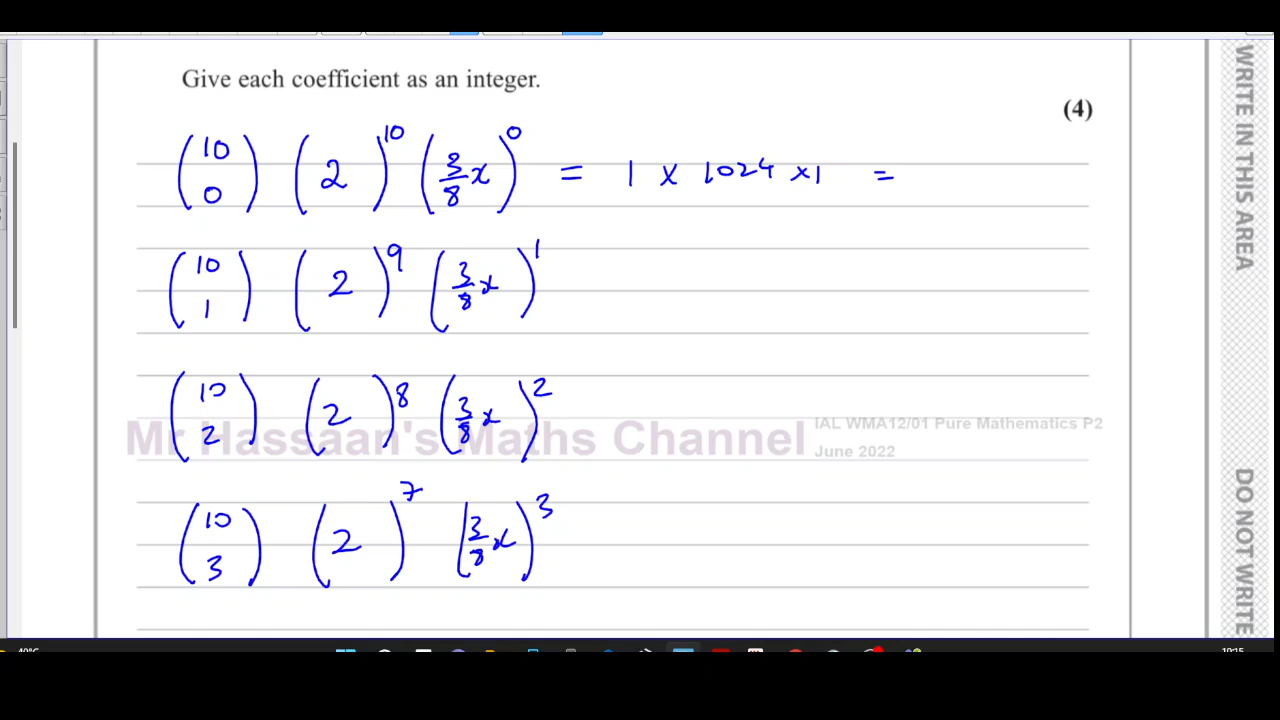 Give each coefficient as an integer.
(4)
(10 0) (2)^10 (3/8 x)^0 = 1 × 1024 × 1 =
(10 1) (2)^9 (3/8 x)^1
(10 2) (2)^8 (3/8 x)^2
Mr Hassaan's Maths Channel
IAL WMA12/01 Pure Mathematics P2
June 2022
(10 3) (2)^7 (3/8 x)^3
WRITE IN THIS AREA
DO NOT WRITE